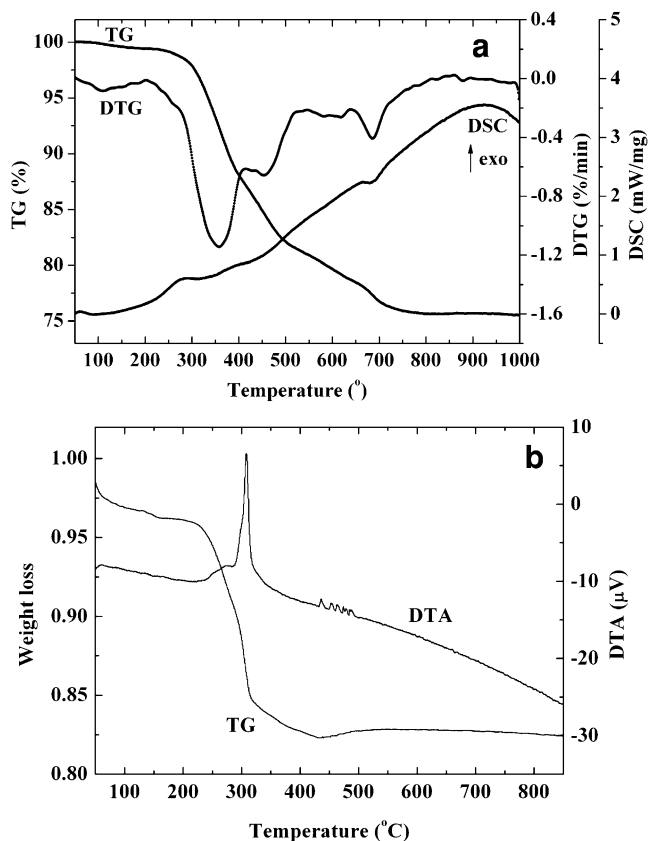 a
TG
DTG
DSC
exo
100
95
90
85
80
75
TG (%)
0.4
0.0
-0.4
-0.8
-1.2
-1.6
DTG (%/min)
5
4
3
2
1
0
DSC (mW/mg)
100 200 300 400 500 600 700 800 900 1000
Temperature (°)
b
DTA
TG
1.00
0.95
0.90
0.85
0.80
Weight loss
10
0
-10
-20
-30
DTA (µV)
100 200 300 400 500 600 700 800
Temperature (°C)